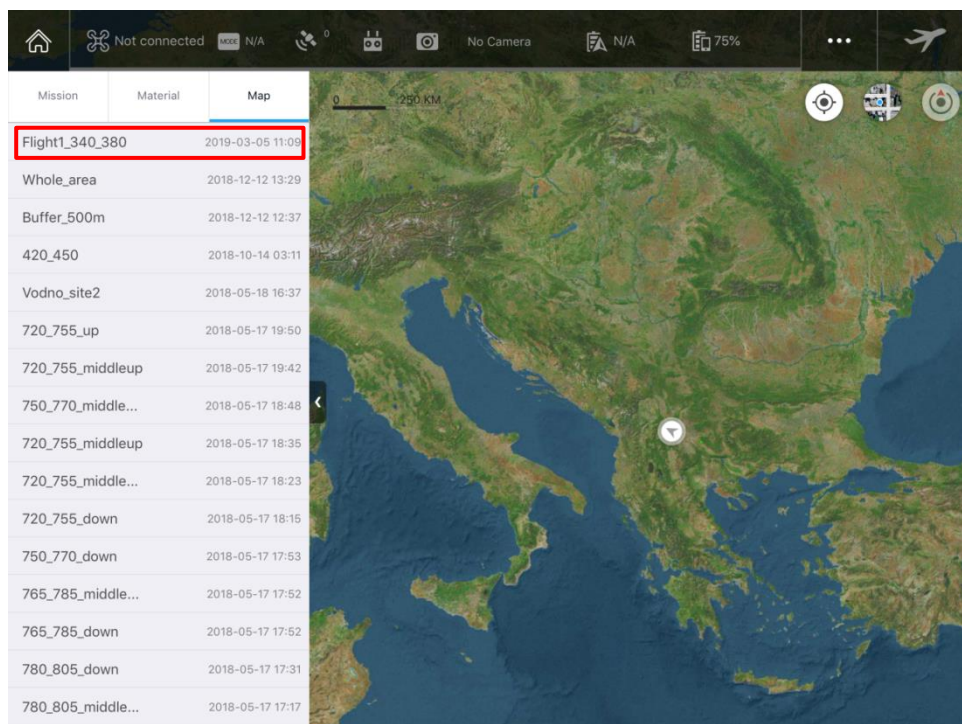 Not connected MODE N/A 0 No Camera N/A 75% •••
Mission Material Map
0 250 KM
Flight1_340_380 2019-03-05 11:09
Whole_area 2018-12-12 13:29
Buffer_500m 2018-12-12 12:37
420_450 2018-10-14 03:11
Vodno_site2 2018-05-18 16:37
720_755_up 2018-05-17 19:50
720_755_middleup 2018-05-17 19:42
750_770_middle... 2018-05-17 18:48
720_755_middleup 2018-05-17 18:35
720_755_middle... 2018-05-17 18:23
720_755_down 2018-05-17 18:15
750_770_down 2018-05-17 17:53
765_785_middle... 2018-05-17 17:52
765_785_down 2018-05-17 17:52
780_805_down 2018-05-17 17:31
780_805_middle... 2018-05-17 17:17